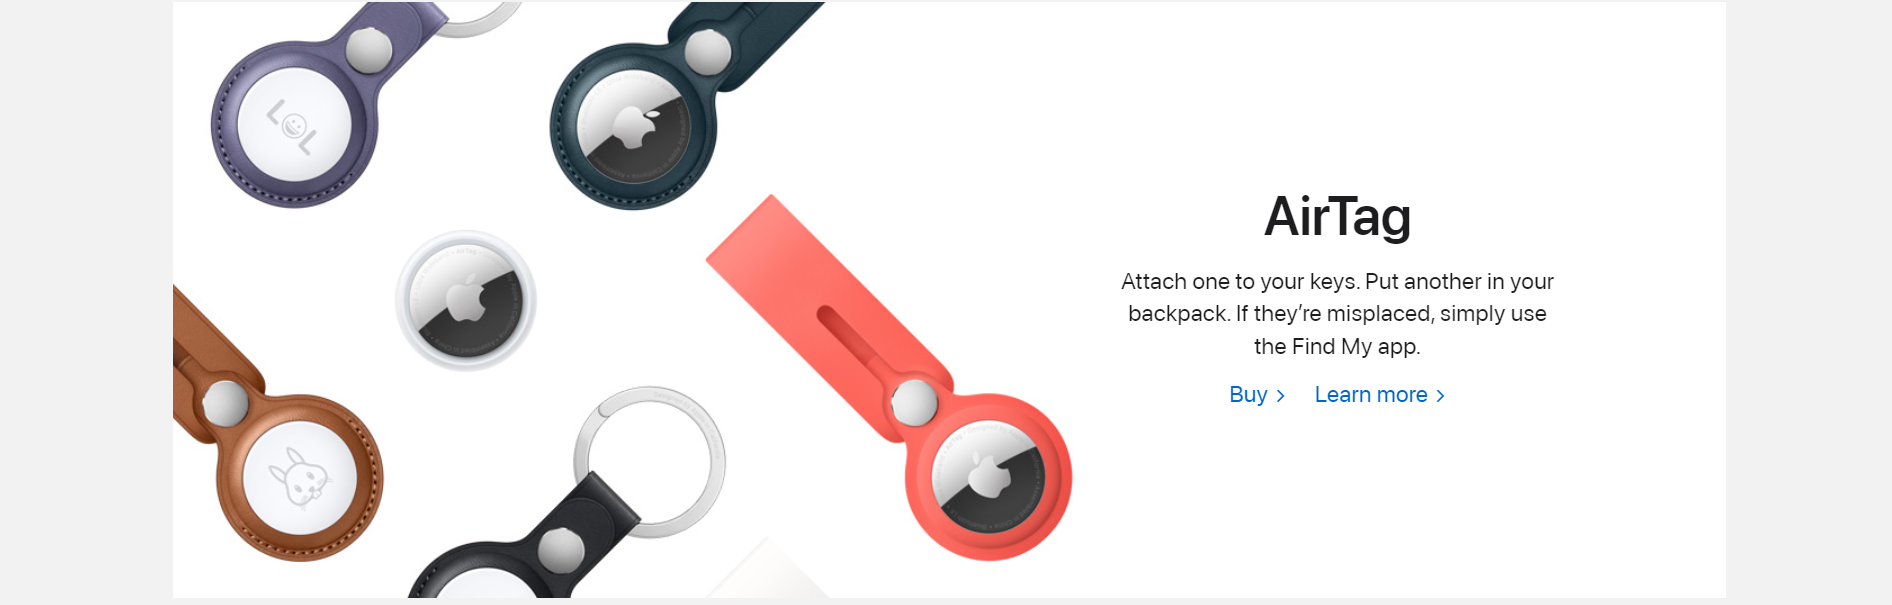 LOL
AirTag
Attach one to your keys. Put another in your
backpack. If they’re misplaced, simply use
the Find My app.
Buy >
Learn more >